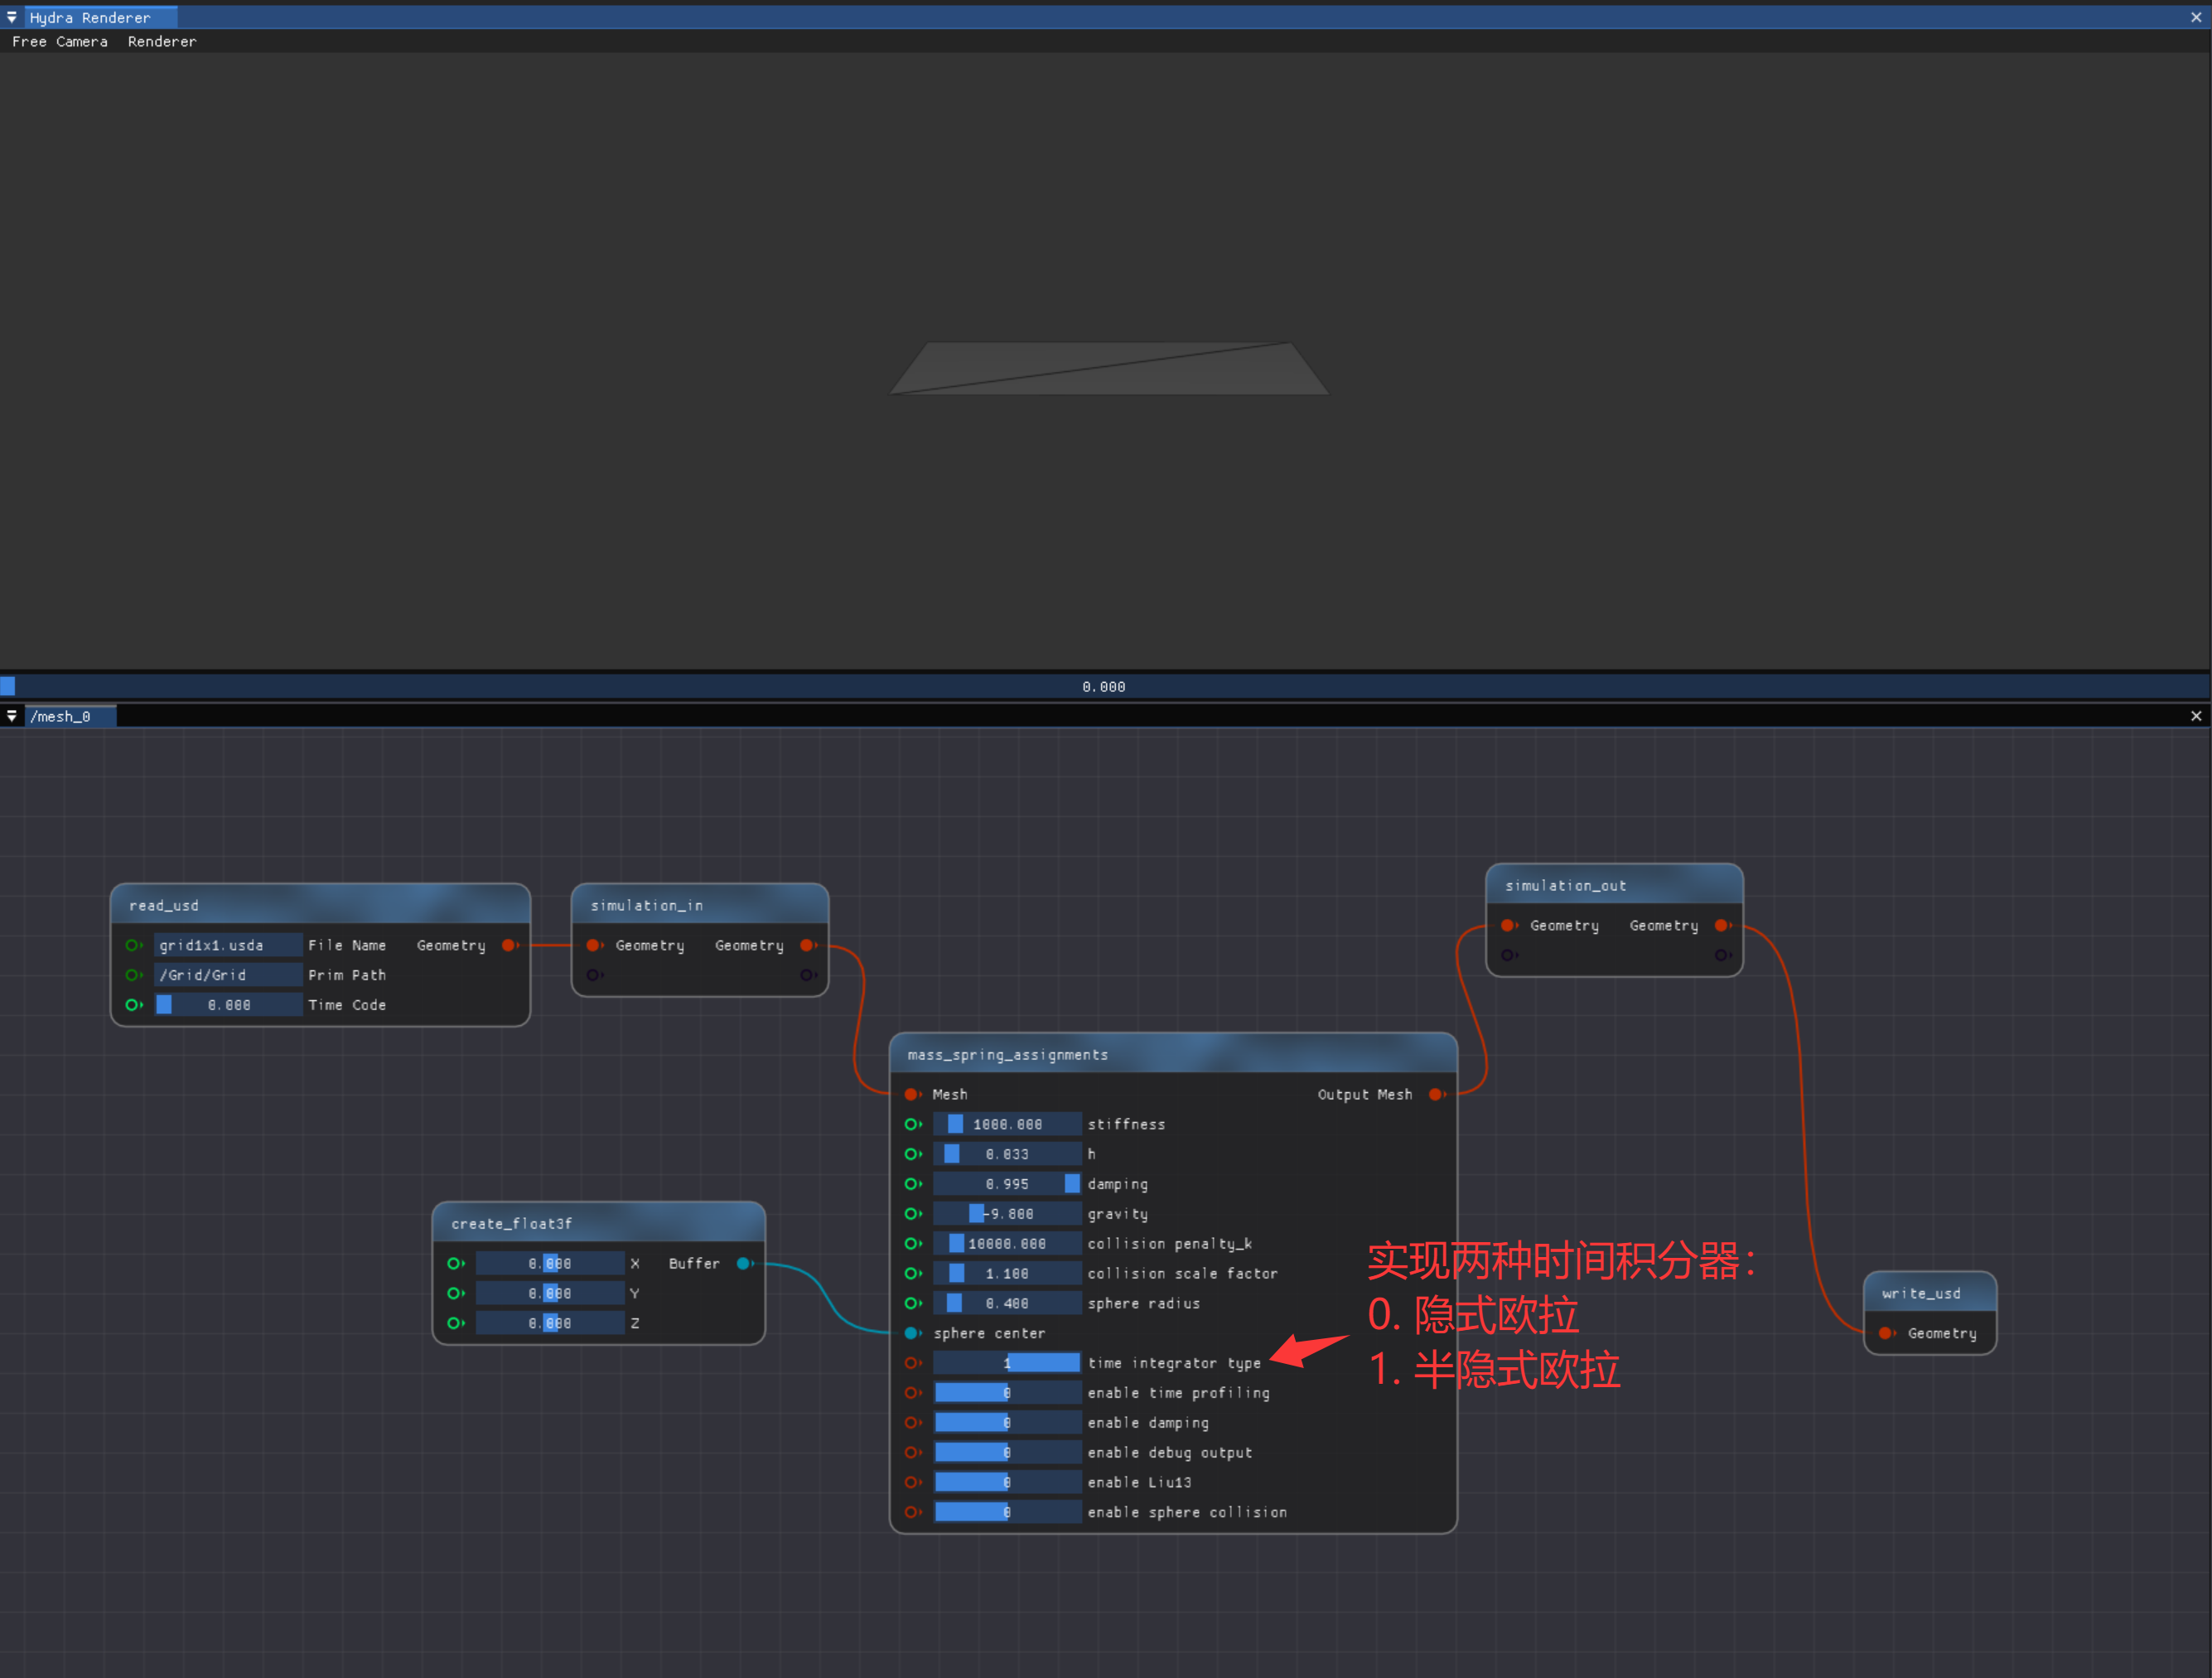 Hydra Renderer
Free Camera Renderer
0.000
/mesh_0
read_usd
grid1x1.usda File Name Geometry
/Grid/Grid Prim Path
0.000 Time Code
simulation_in
Geometry Geometry
simulation_out
Geometry Geometry
mass_spring_assignments
Mesh Output Mesh
1000.000 stiffness
0.033 h
0.995 damping
-9.800 gravity
10000.000 collision penalty_k
1.100 collision scale factor
0.400 sphere radius
sphere center
1 time integrator type
0 enable time profiling
0 enable damping
0 enable debug output
0 enable Liu13
0 enable sphere collision
create_float3f
0.000 X Buffer
0.000 Y
0.000 Z
实现两种时间积分器:
0. 隐式欧拉
1. 半隐式欧拉
write_usd
Geometry